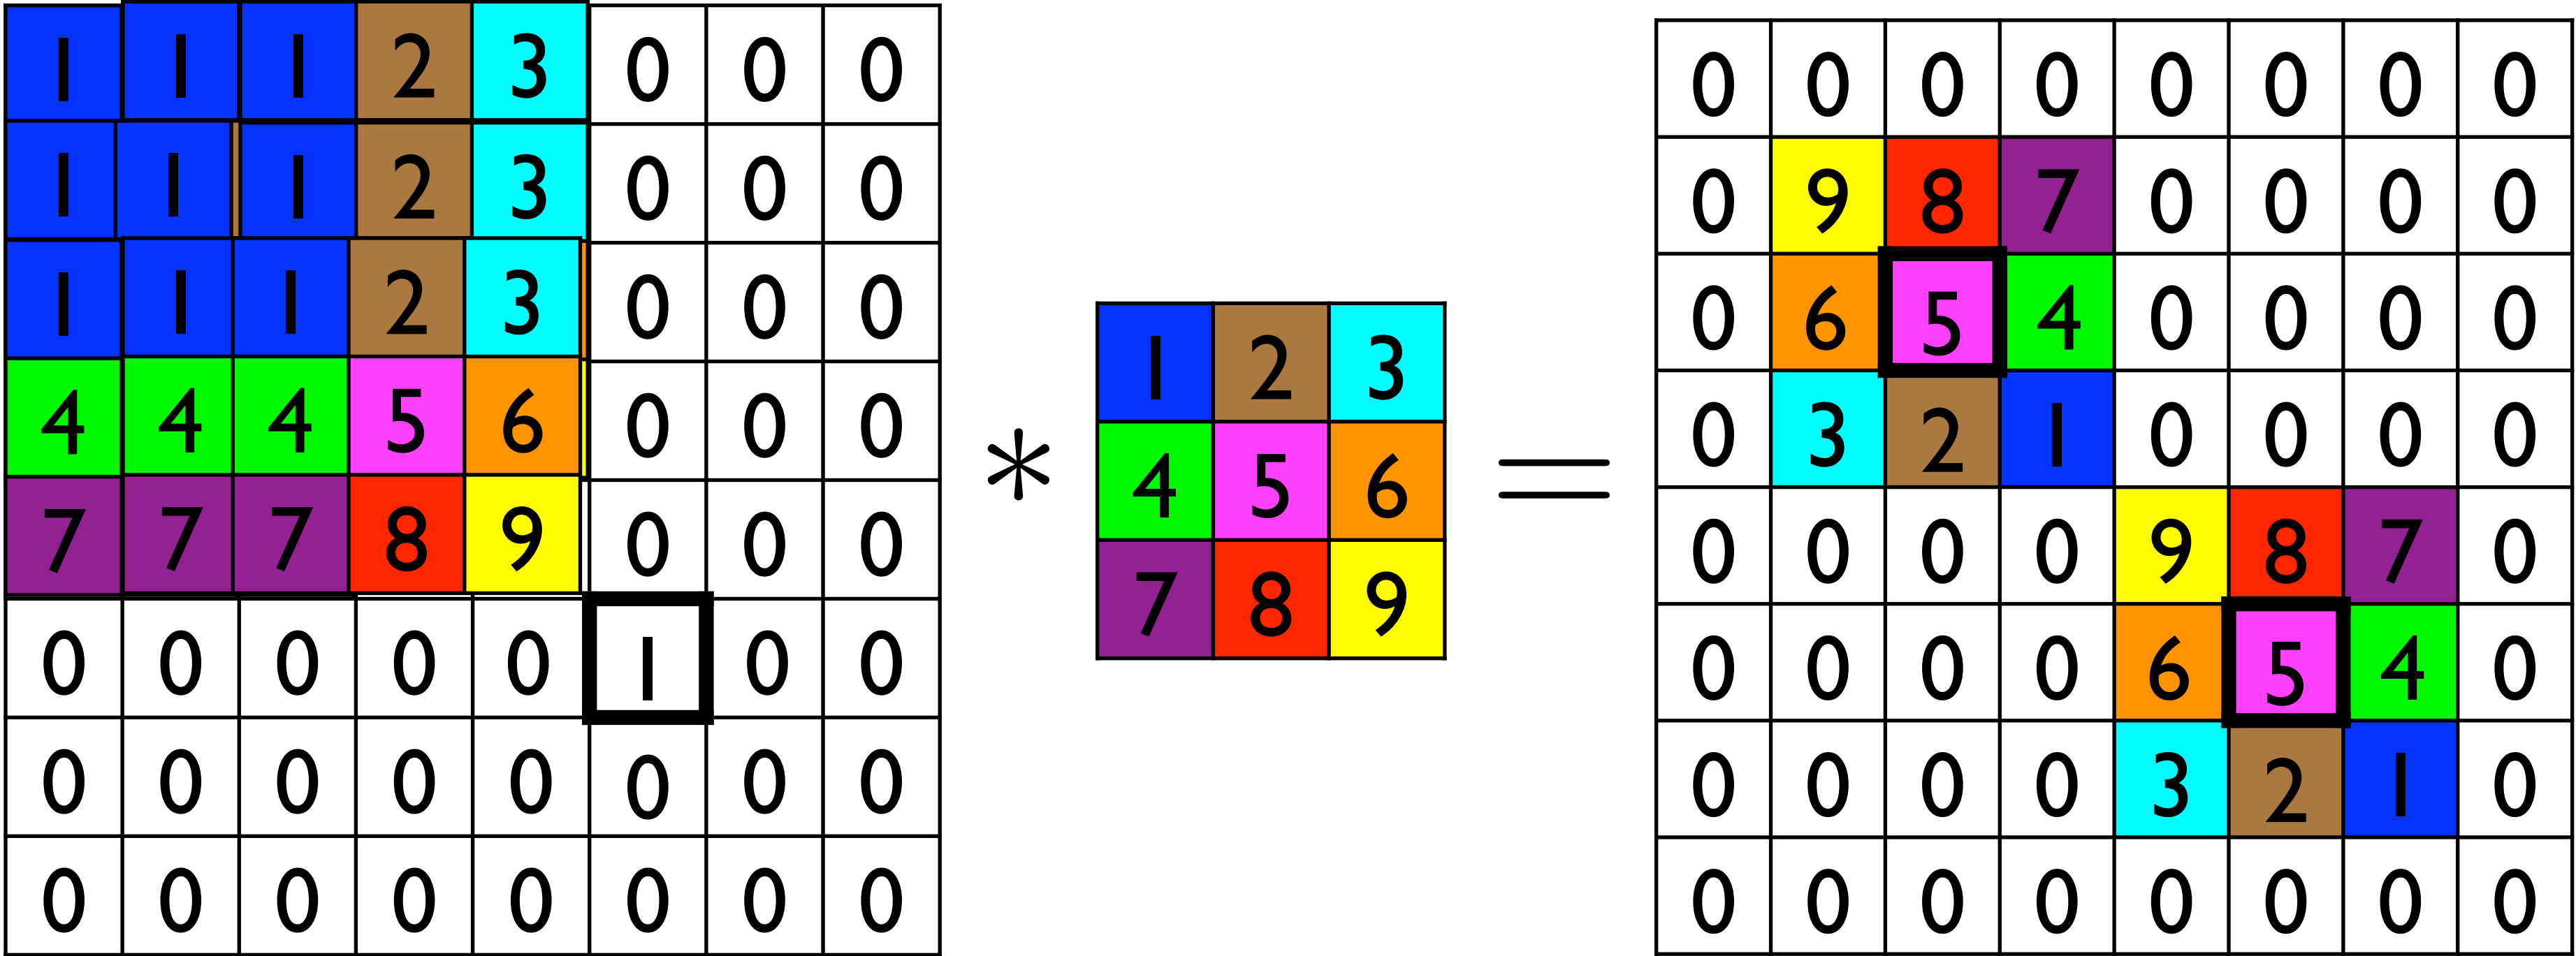 1 1 1 2 3 0 0 0
1 1 1 2 3 0 0 0
1 1 1 2 3 0 0 0
4 4 4 5 6 0 0 0
7 7 7 8 9 0 0 0
0 0 0 0 0 1 0 0
0 0 0 0 0 0 0 0
0 0 0 0 0 0 0 0
*
1 2 3
4 5 6
7 8 9
=
0 0 0 0 0 0 0 0
0 9 8 7 0 0 0 0
0 6 5 4 0 0 0 0
0 3 2 1 0 0 0 0
0 0 0 0 9 8 7 0
0 0 0 0 6 5 4 0
0 0 0 0 3 2 1 0
0 0 0 0 0 0 0 0